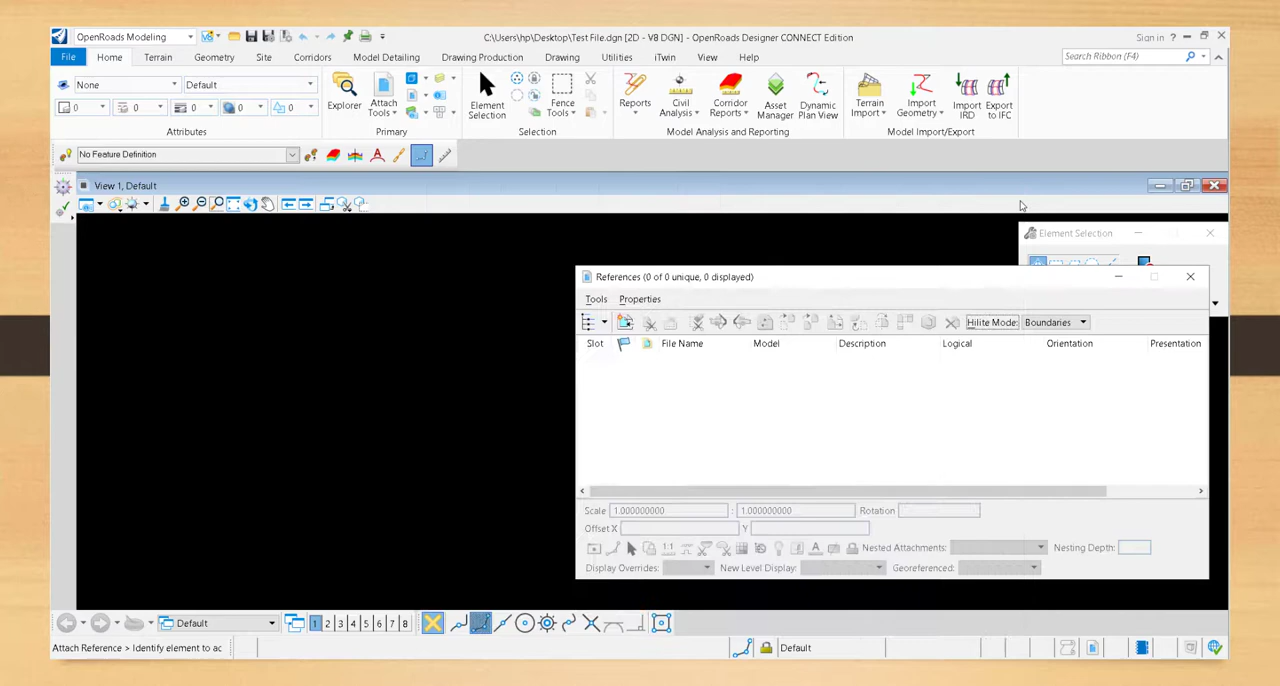 OpenRoads Modeling
C:\Users\hp\Desktop\Test File.dgn [2D - V8 DGN] - OpenRoads Designer CONNECT Edition
Sign in ?
File Home Terrain Geometry Site Corridors Model Detailing Drawing Production Drawing Utilities iTwin View Help
Search Ribbon (F4)
None Default
0 0 0 0 0
Attributes
Explorer Attach Tools
Primary
Element Selection Fence Tools
Selection
Reports Civil Analysis Corridor Reports Asset Manager Dynamic Plan View
Model Analysis and Reporting
Terrain Import Import Geometry Import IRD Export to IFC
Model Import/Export
No Feature Definition
View 1, Default
Element Selection
References (0 of 0 unique, 0 displayed)
Tools Properties
Hilite Mode: Boundaries
Slot File Name Model Description Logical Orientation Presentation
Scale 1.000000000 : 1.000000000 Rotation
Offset X Y
1:1 A Nested Attachments: Nesting Depth:
Display Overrides: New Level Display: Georeferenced:
Default 1 2 3 4 5 6 7 8
Attach Reference > Identify element to ac
Default